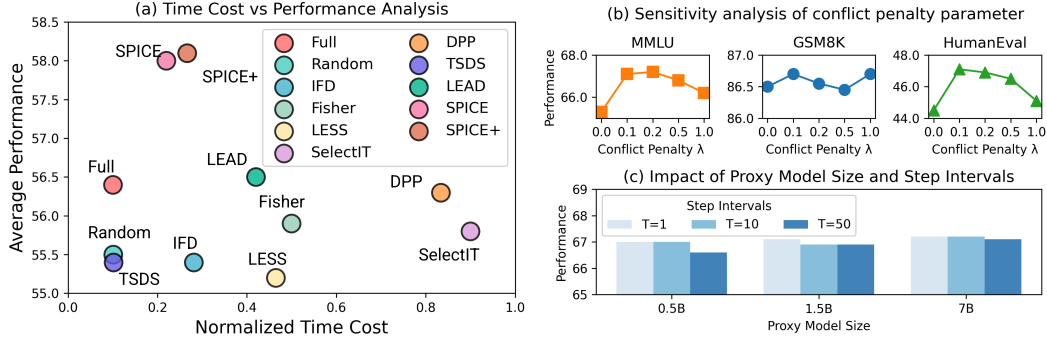 (a) Time Cost vs Performance Analysis
Average Performance
58.5
58.0
57.5
57.0
56.5
56.0
55.5
55.0
0.0
0.2
0.4
0.6
0.8
1.0
Normalized Time Cost
SPICE
SPICE+
Full
LEAD
Fisher
DPP
Random
IFD
LESS
SelectIT
TSDS
Full
Random
IFD
Fisher
LESS
SelectIT
DPP
TSDS
LEAD
SPICE
SPICE+
(b) Sensitivity analysis of conflict penalty parameter
MMLU
Performance
68.0
66.0
0.0 0.1 0.2 0.5 1.0
Conflict Penalty λ
GSM8K
87.0
86.5
86.0
0.0 0.1 0.2 0.5 1.0
Conflict Penalty λ
HumanEval
48.0
46.0
44.0
0.0 0.1 0.2 0.5 1.0
Conflict Penalty λ
(c) Impact of Proxy Model Size and Step Intervals
Performance
69
68
67
66
65
Step Intervals
T=1 T=10 T=50
0.5B 1.5B 7B
Proxy Model Size